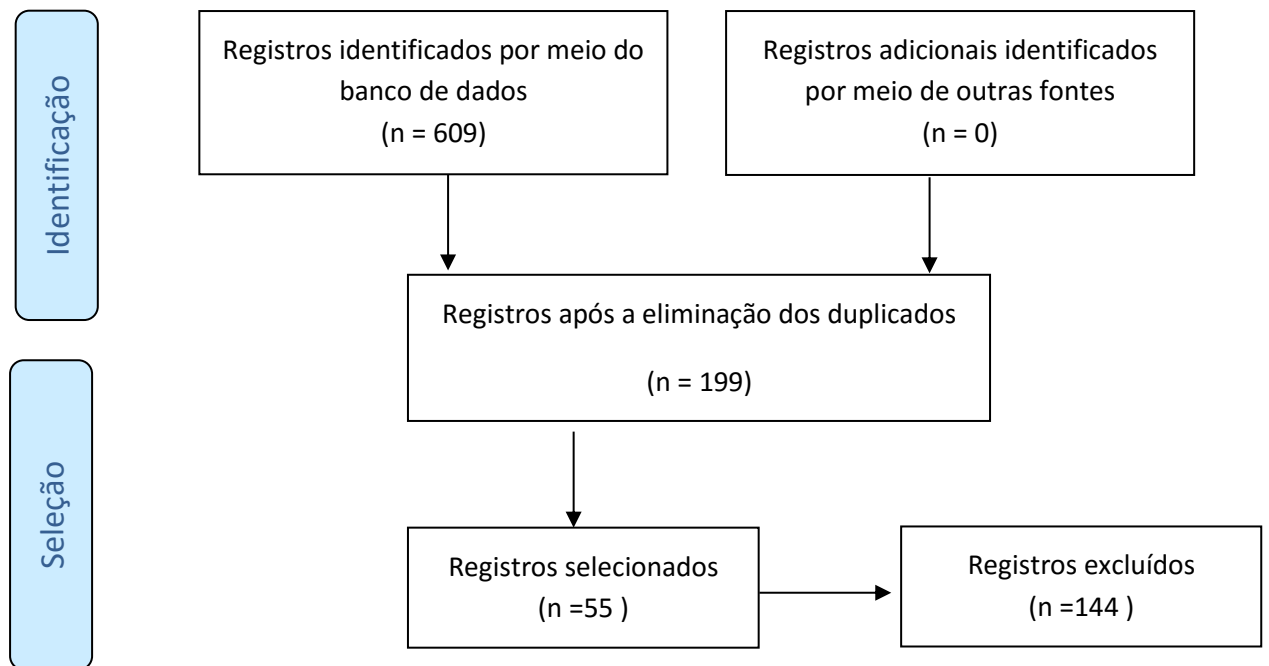 Identificação
Registros identificados por meio do
banco de dados
(n = 609)
Registros adicionais identificados
por meio de outras fontes
(n = 0)
Registros após a eliminação dos duplicados
(n = 199)
Seleção
Registros selecionados
(n =55 )
Registros excluídos
(n =144 )